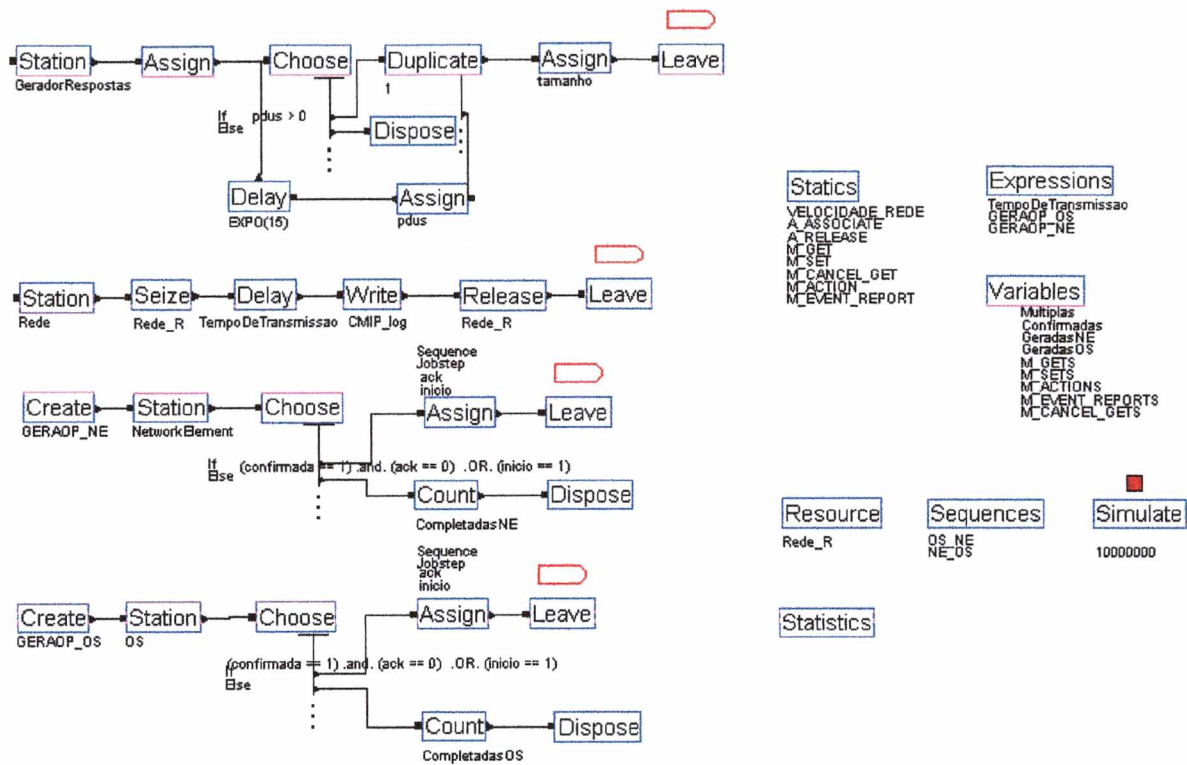 Station
GeradorRespostas
Assign
Choose
If pdus > 0
Else
Duplicate
1
Dispose
Assign
tamanho
Leave
Delay
EXPO(15)
Assign
pdus
Station
Rede
Seize
Rede_R
Delay
TempoDeTransmissao
Write
CMIP_log
Release
Rede_R
Leave
Create
GERAOP_NE
Station
NetworkElement
Choose
If (confirmada == 1) .and. (ack == 0) .OR. (inicio == 1)
Else
Sequence
Jobstep
ack
inicio
Assign
Leave
Count
CompletadasNE
Dispose
Create
GERAOP_OS
Station
OS
Choose
If (confirmada == 1) .and. (ack == 0) .OR. (inicio == 1)
Else
Sequence
Jobstep
ack
inicio
Assign
Leave
Count
CompletadasOS
Dispose
Statics
VELOCIDADE_REDE
A_ASSOCIATE
A_RELEASE
M_GET
M_SET
M_CANCEL_GET
M_ACTION
M_EVENT_REPORT
Expressions
TempoDeTransmissao
GERAOP_OS
GERAOP_NE
Variables
Multiplas
Confirmadas
GeradasNE
GeradasOS
M_GETS
M_SETS
M_ACTIONS
M_EVENT_REPORTS
M_CANCEL_GETS
Resource
Rede_R
Sequences
OS_NE
NE_OS
Simulate
10000000
Statistics